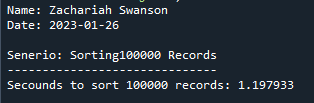 Name: Zachariah Swanson
Date: 2023-01-26
Senerio: Sorting100000 Records
------------------------------
Secounds to sort 100000 records: 1.197933